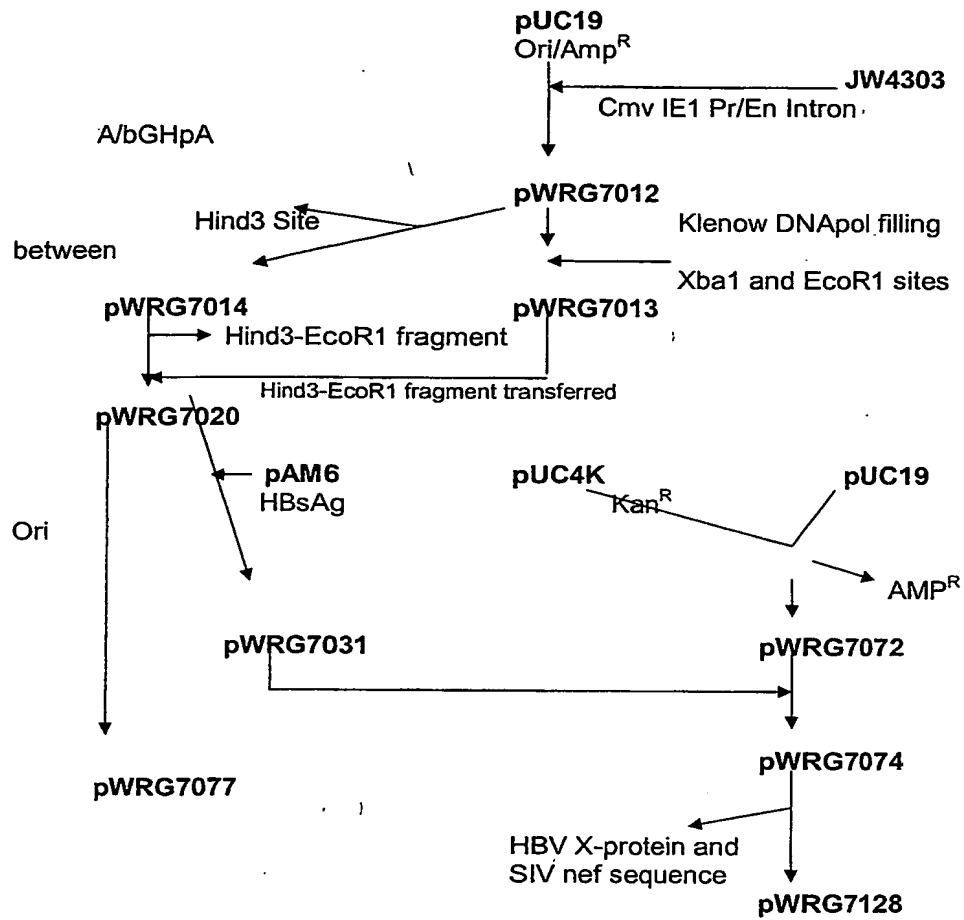 pUC19
Ori/Amp^R
JW4303
Cmv IE1 Pr/En Intron
A/bGHpA
pWRG7012
Hind3 Site
Klenow DNApol filling
between
Xba1 and EcoR1 sites
pWRG7014
pWRG7013
Hind3-EcoR1 fragment
Hind3-EcoR1 fragment transferred
pWRG7020
pAM6
HBsAg
pUC4K
Kan^R
pUC19
Ori
AMP^R
pWRG7031
pWRG7072
pWRG7077
pWRG7074
HBV X-protein and
SIV nef sequence
pWRG7128